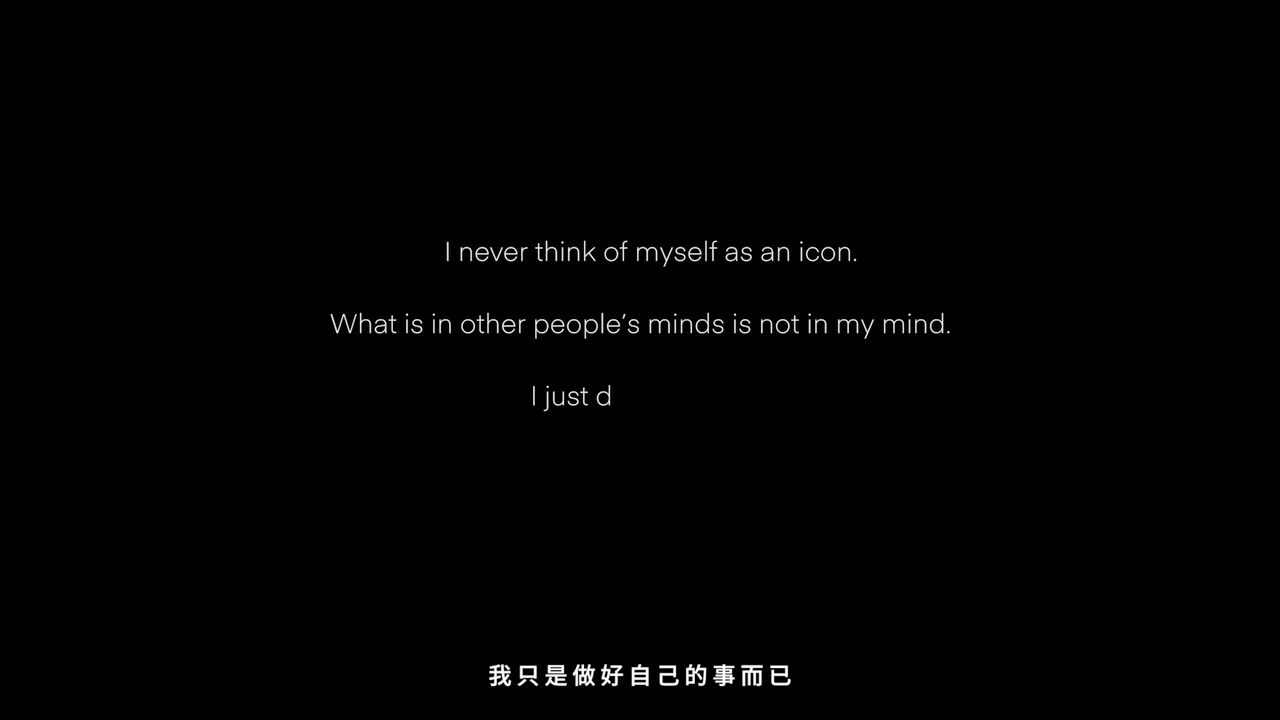 I never think of myself as an icon.
What is in other people’s minds is not in my mind.
I just d
我只是做好自己的事而已